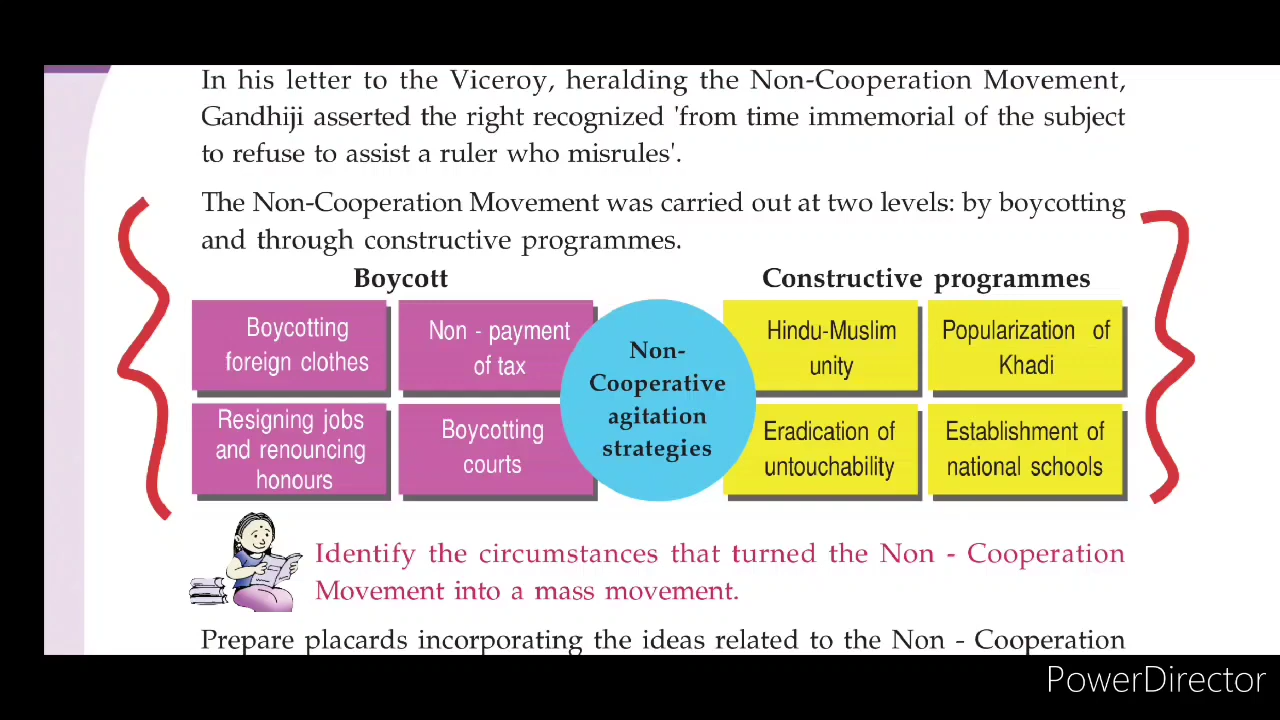 In his letter to the Viceroy, heralding the Non-Cooperation Movement,
Gandhiji asserted the right recognized 'from time immemorial of the subject
to refuse to assist a ruler who misrules'.
The Non-Cooperation Movement was carried out at two levels: by boycotting
and through constructive programmes.
Boycott
Boycotting
foreign clothes
Non - payment
of tax
Resigning jobs
and renouncing
honours
Boycotting
courts
Non-
Cooperative
agitation
strategies
Constructive programmes
Hindu-Muslim
unity
Popularization of
Khadi
Eradication of
untouchability
Establishment of
national schools
Identify the circumstances that turned the Non - Cooperation
Movement into a mass movement.
Prepare placards incorporating the ideas related to the Non - Cooperation
PowerDirector